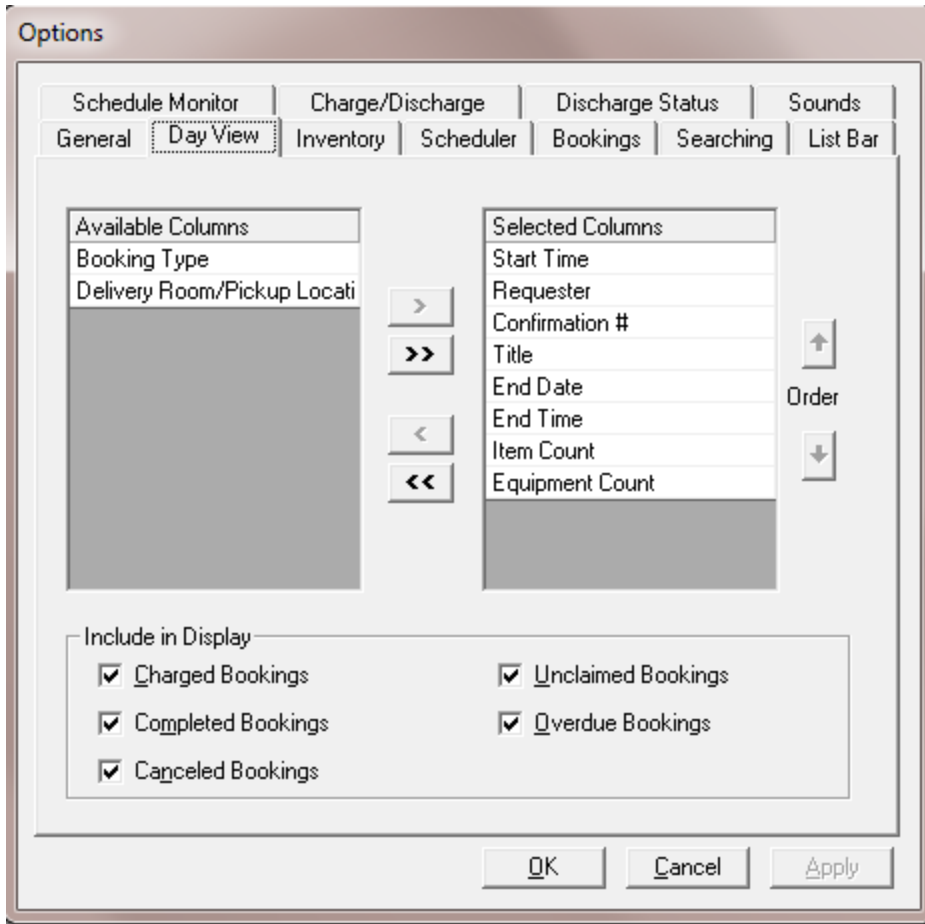 Options
Schedule Monitor Charge/Discharge Discharge Status Sounds
General Day View Inventory Scheduler Bookings Searching List Bar
Available Columns
Booking Type
Delivery Room/Pickup Locati
>
>>
<
<<
Selected Columns
Start Time
Requester
Confirmation #
Title
End Date
End Time
Item Count
Equipment Count
Order
Include in Display
Charged Bookings
Unclaimed Bookings
Completed Bookings
Overdue Bookings
Canceled Bookings
OK Cancel Apply